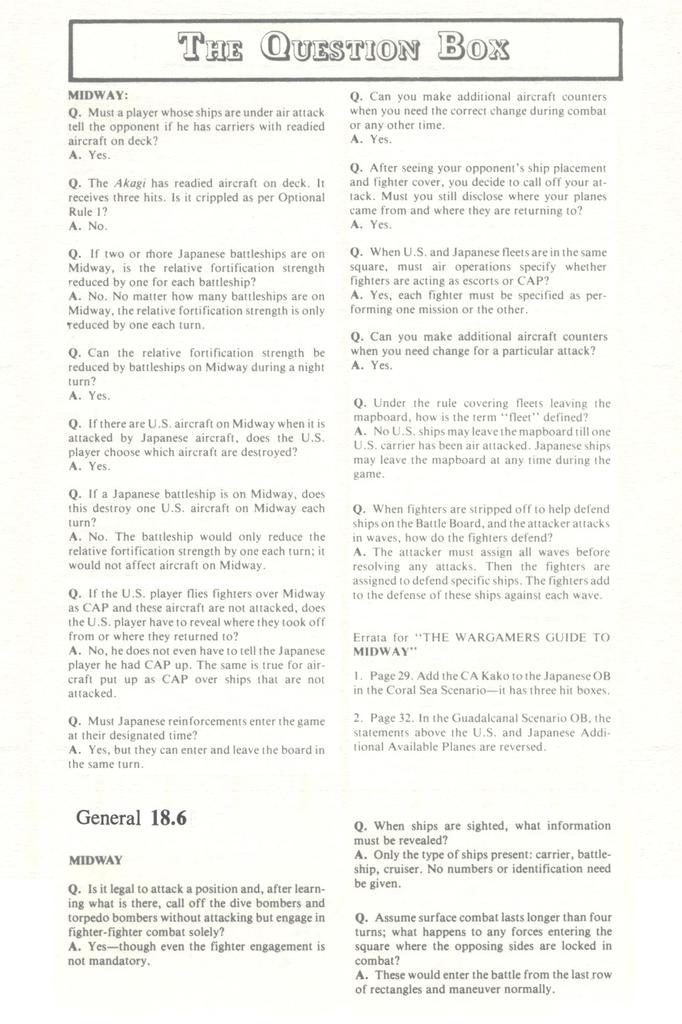 THE QUESTION BOX
MIDWAY:
Q. Must a player whose ships are under air attack
tell the opponent if he has carriers with readied
aircraft on deck?
A. Yes.
Q. The Akagi has readied aircraft on deck. It
receives three hits. Is it crippled as per Optional
Rule 1?
A. No.
Q. If two or more Japanese battleships are on
Midway, is the relative fortification strength
reduced by one for each battleship?
A. No. No matter how many battleships are on
Midway, the relative fortification strength is only
reduced by one each turn.
Q. Can the relative fortification strength be
reduced by battleships on Midway during a night
turn?
A. Yes.
Q. If there are U.S. aircraft on Midway when it is
attacked by Japanese aircraft, does the U.S.
player choose which aircraft are destroyed?
A. Yes.
Q. If a Japanese battleship is on Midway, does
this destroy one U.S. aircraft on Midway each
turn?
A. No. The battleship would only reduce the
relative fortification strength by one each turn; it
would not affect aircraft on Midway.
Q. If the U.S. player flies fighters over Midway
as CAP and these aircraft are not attacked, does
the U.S. player have to reveal where they took off
from or where they returned to?
A. No, he does not even have to tell the Japanese
player he had CAP up. The same is true for air-
craft put up as CAP over ships that are not
attacked.
Q. Must Japanese reinforcements enter the game
at their designated time?
A. Yes, but they can enter and leave the board in
the same turn.
Q. Can you make additional aircraft counters
when you need the correct change during combat
or any other time.
A. Yes.
Q. After seeing your opponent's ship placement
and fighter cover, you decide to call off your at-
tack. Must you still disclose where your planes
came from and where they are returning to?
A. Yes.
Q. When U.S. and Japanese fleets are in the same
square, must air operations specify whether
fighters are acting as escorts or CAP?
A. Yes, each fighter must be specified as per-
forming one mission or the other.
Q. Can you make additional aircraft counters
when you need change for a particular attack?
A. Yes.
Q. Under the rule covering fleets leaving the
mapboard, how is the term "fleet" defined?
A. No U.S. ships may leave the mapboard till one
U.S. carrier has been air attacked. Japanese ships
may leave the mapboard at any time during the
game.
Q. When fighters are stripped off to help defend
ships on the Battle Board, and the attacker attacks
in waves, how do the fighters defend?
A. The attacker must assign all waves before
resolving any attacks. Then the fighters are
assigned to defend specific ships. The fighters add
to the defense of these ships against each wave.
Errata for "THE WARGAMERS GUIDE TO
MIDWAY"
1. Page 29. Add the CA Kako to the Japanese OB
in the Coral Sea Scenario—it has three hit boxes.
2. Page 32. In the Guadalcanal Scenario OB, the
statements above the U.S. and Japanese Addi-
tional Available Planes are reversed.
General 18.6
MIDWAY
Q. Is it legal to attack a position and, after learn-
ing what is there, call off the dive bombers and
torpedo bombers without attacking but engage in
fighter-fighter combat solely?
A. Yes—though even the fighter engagement is
not mandatory.
Q. When ships are sighted, what information
must be revealed?
A. Only the type of ships present: carrier, battle-
ship, cruiser. No numbers or identification need
be given.
Q. Assume surface combat lasts longer than four
turns; what happens to any forces entering the
square where the opposing sides are locked in
combat?
A. These would enter the battle from the last row
of rectangles and maneuver normally.